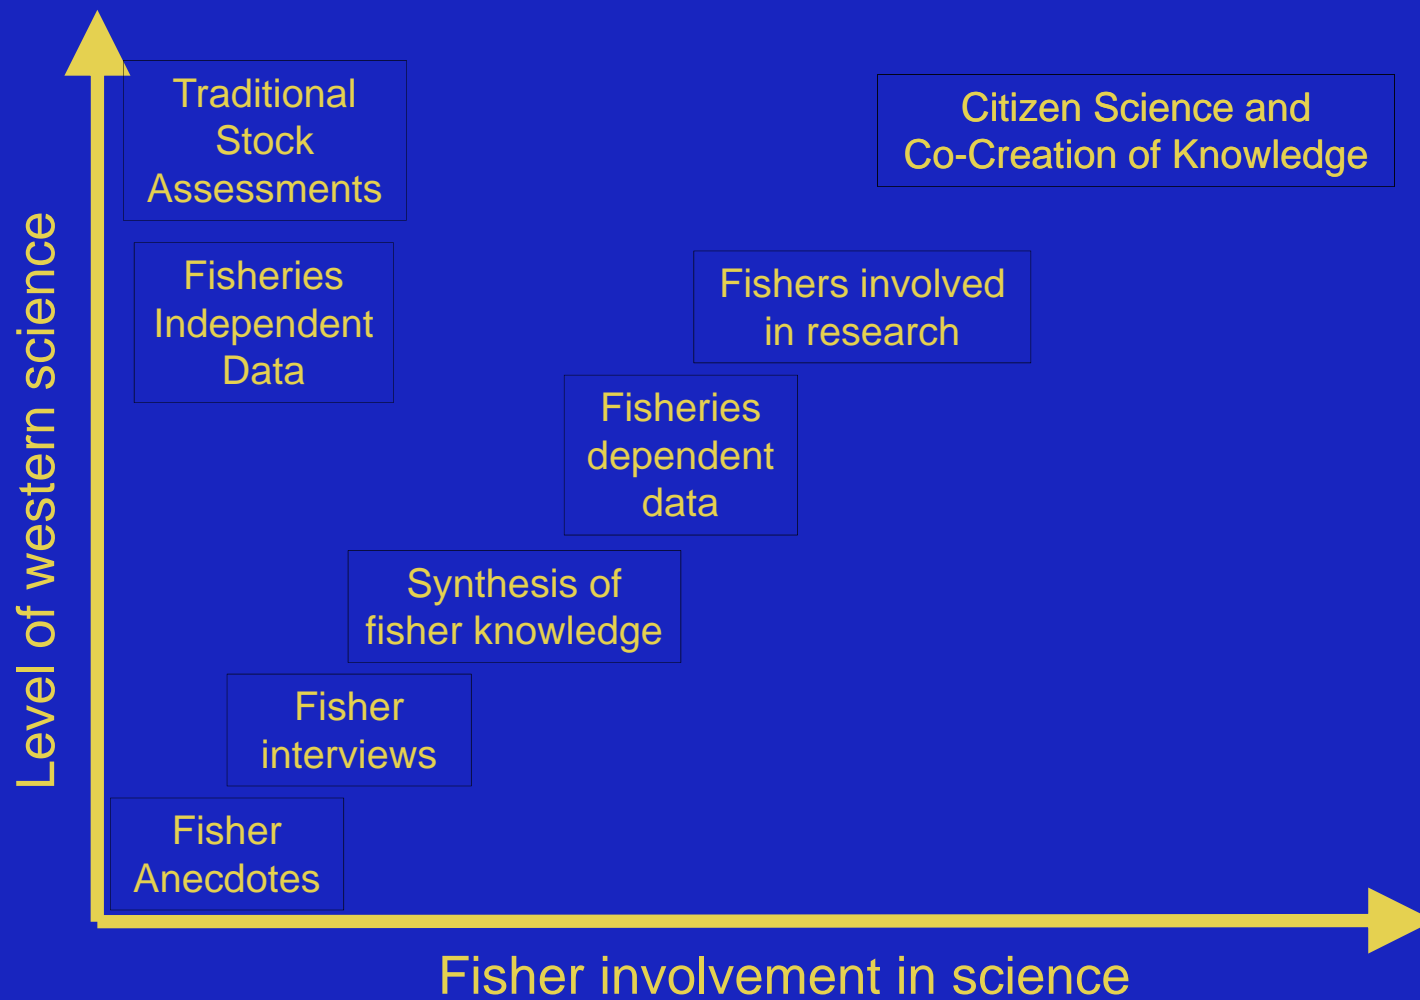 Traditional
Stock
Assessments
Citizen Science and
Co-Creation of Knowledge
Fisheries
Independent
Data
Fishers involved
in research
Fisheries
dependent
data
Synthesis of
fisher knowledge
Fisher
interviews
Fisher
Anecdotes
Level of western science
Fisher involvement in science